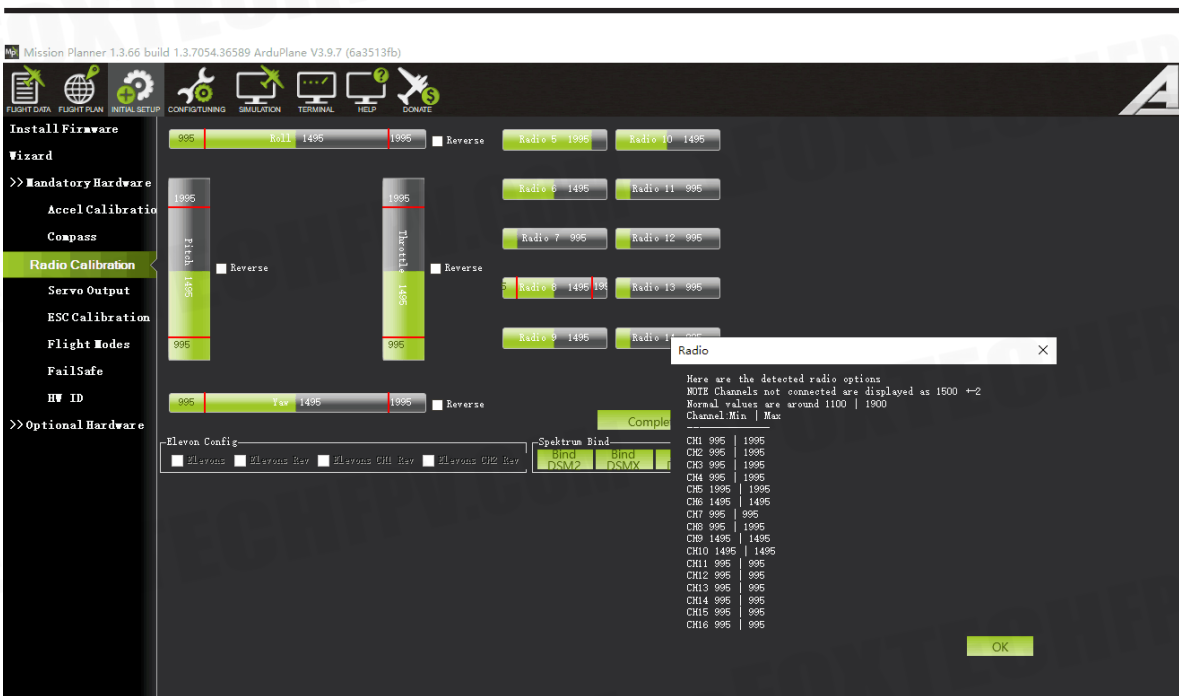 Mission Planner 1.3.66 build 1.3.7054.36589 ArduPlane V3.9.7 (6a3513fb)
FLIGHT DATA FLIGHT PLAN INITIAL SETUP CONFIG/TUNING SIMULATION TERMINAL HELP DONATE
Install Firmware
Wizard
>> Mandatory Hardware
Accel Calibratio
Compass
Radio Calibration
Servo Output
ESC Calibration
Flight Modes
FailSafe
HW ID
>> Optional Hardware
995 Roll 1495 1995 Reverse
1995 Pitch 1495 995 Reverse
1995 Throttle 1495 995 Reverse
995 Yaw 1495 1995 Reverse
Radio 5 1995 Radio 10 1495
Radio 6 1495 Radio 11 995
Radio 7 995 Radio 12 995
Radio 8 1495 Radio 13 995
Radio 9 1495 Radio 14 995
Comple
Elevon Config
Elevons Elevons Rev Elevons CH1 Rev Elevons CH2 Rev
Spektrum Bind
Bind DSM2 Bind DSMX
Radio
Here are the detected radio options
NOTE Channels not connected are displayed as 1500 +-2
Normal values are around 1100 | 1900
Channel:Min | Max
CH1 995 | 1995
CH2 995 | 1995
CH3 995 | 1995
CH4 995 | 1995
CH5 1995 | 1995
CH6 1495 | 1495
CH7 995 | 995
CH8 995 | 1995
CH9 1495 | 1495
CH10 1495 | 1495
CH11 995 | 995
CH12 995 | 995
CH13 995 | 995
CH14 995 | 995
CH15 995 | 995
CH16 995 | 995
OK